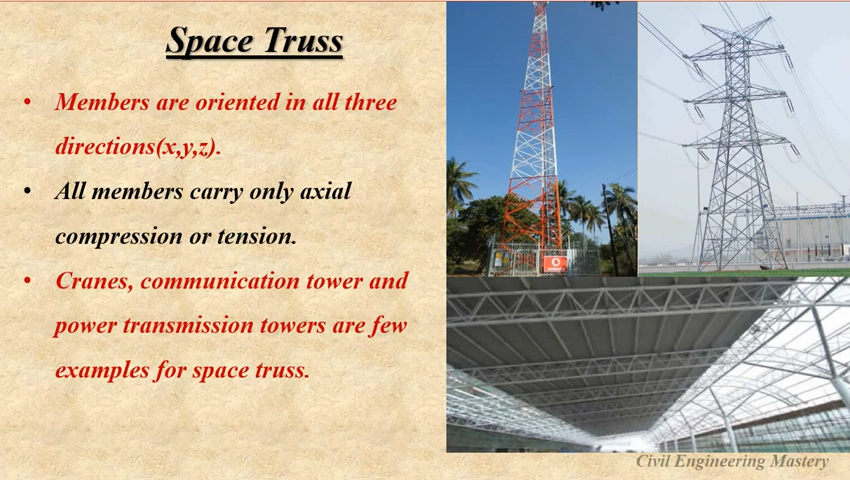 Space Truss
• Members are oriented in all three
directions(x,y,z).
• All members carry only axial
compression or tension.
• Cranes, communication tower and
power transmission towers are few
examples for space truss.
Civil Engineering Mastery